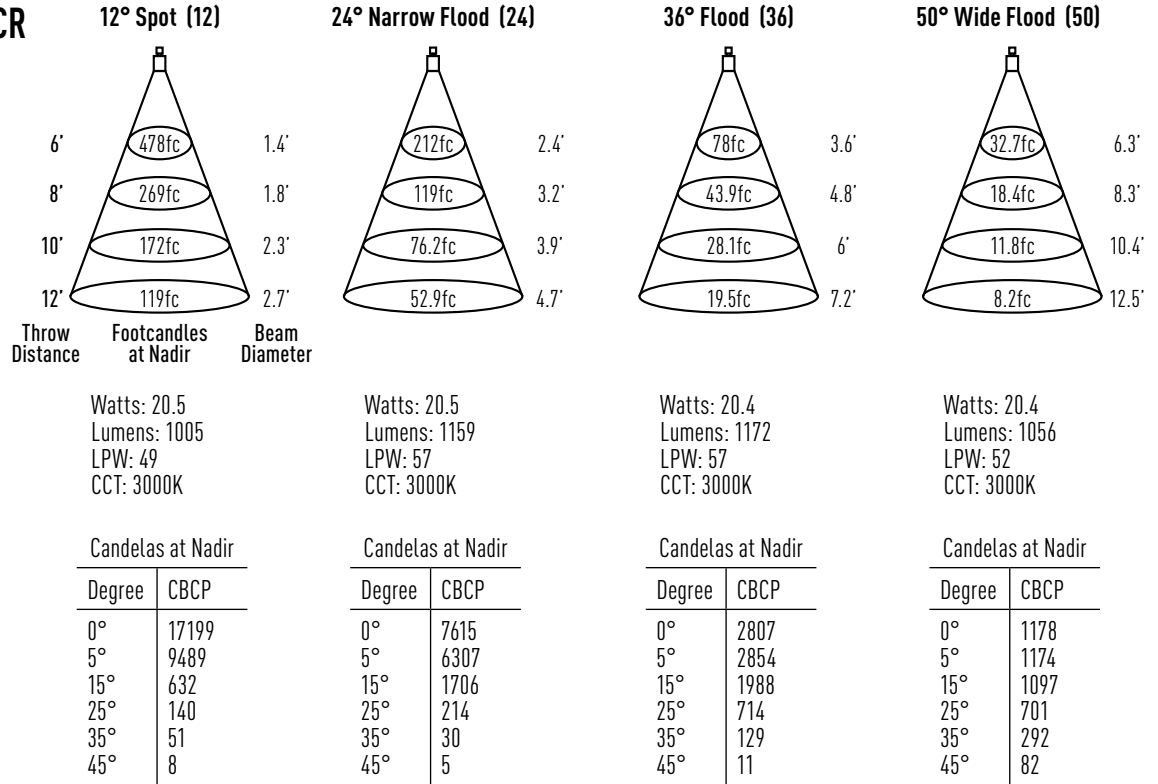 CR
12° Spot (12)
24° Narrow Flood (24)
36° Flood (36)
50° Wide Flood (50)
6' 478fc 1.4' 212fc 2.4' 78fc 3.6' 32.7fc 6.3'
8' 269fc 1.8' 119fc 3.2' 43.9fc 4.8' 18.4fc 8.3'
10' 172fc 2.3' 76.2fc 3.9' 28.1fc 6' 11.8fc 10.4'
12' 119fc 2.7' 52.9fc 4.7' 19.5fc 7.2' 8.2fc 12.5'
Throw
Distance
Footcandles
at Nadir
Beam
Diameter
Watts: 20.5
Lumens: 1005
LPW: 49
CCT: 3000K
Watts: 20.5
Lumens: 1159
LPW: 57
CCT: 3000K
Watts: 20.4
Lumens: 1172
LPW: 57
CCT: 3000K
Watts: 20.4
Lumens: 1056
LPW: 52
CCT: 3000K
Candelas at Nadir
Degree CBCP
0° 17199
5° 9489
15° 632
25° 140
35° 51
45° 8
Candelas at Nadir
Degree CBCP
0° 7615
5° 6307
15° 1706
25° 214
35° 30
45° 5
Candelas at Nadir
Degree CBCP
0° 2807
5° 2854
15° 1988
25° 714
35° 129
45° 11
Candelas at Nadir
Degree CBCP
0° 1178
5° 1174
15° 1097
25° 701
35° 292
45° 82